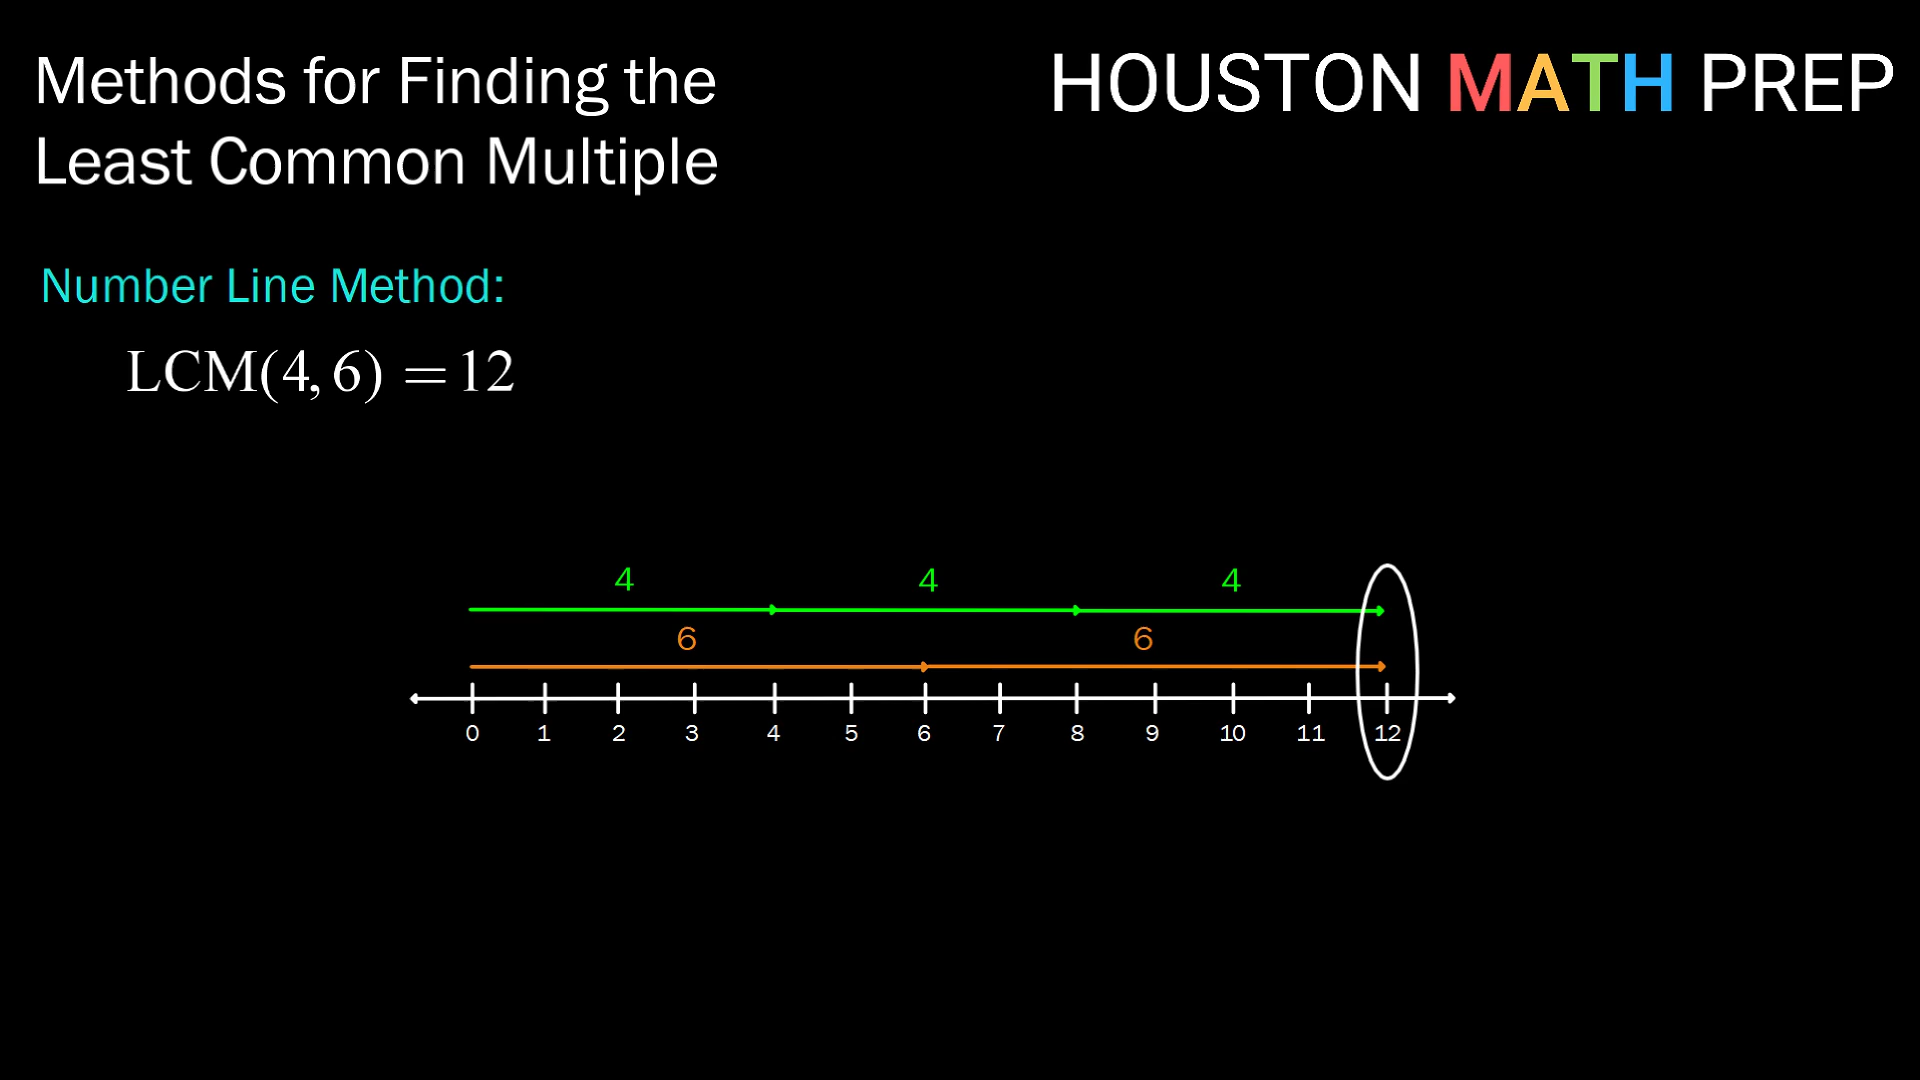 Methods for Finding the
Least Common Multiple
HOUSTON MATH PREP
Number Line Method:
LCM(4, 6) = 12
4 4 4
6 6
0 1 2 3 4 5 6 7 8 9 10 11 12